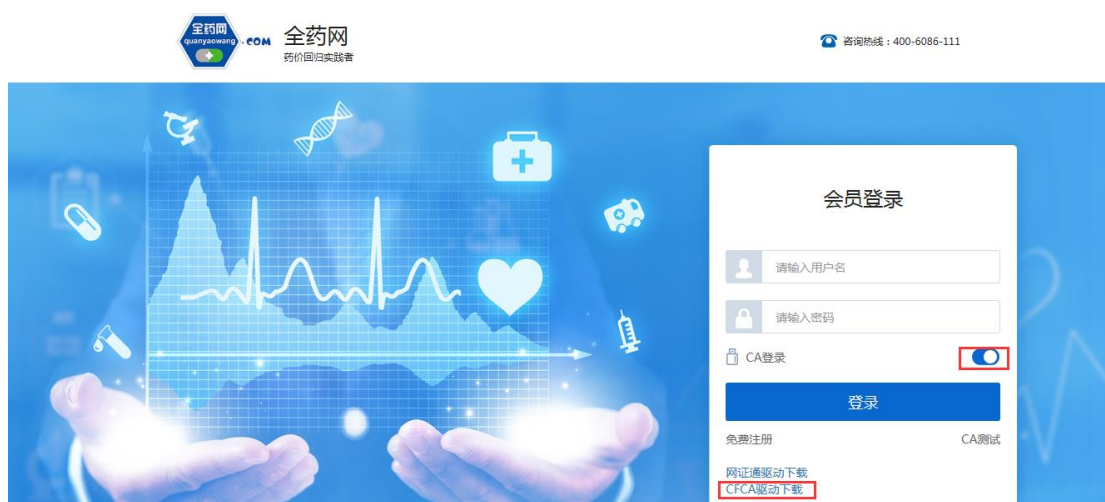 全药网
quanyaowang
.COM
全药网
药价回归实践者
咨询热线：400-6086-111
会员登录
请输入用户名
请输入密码
CA登录
登录
免费注册
CA测试
网证通驱动下载
CFCA驱动下载